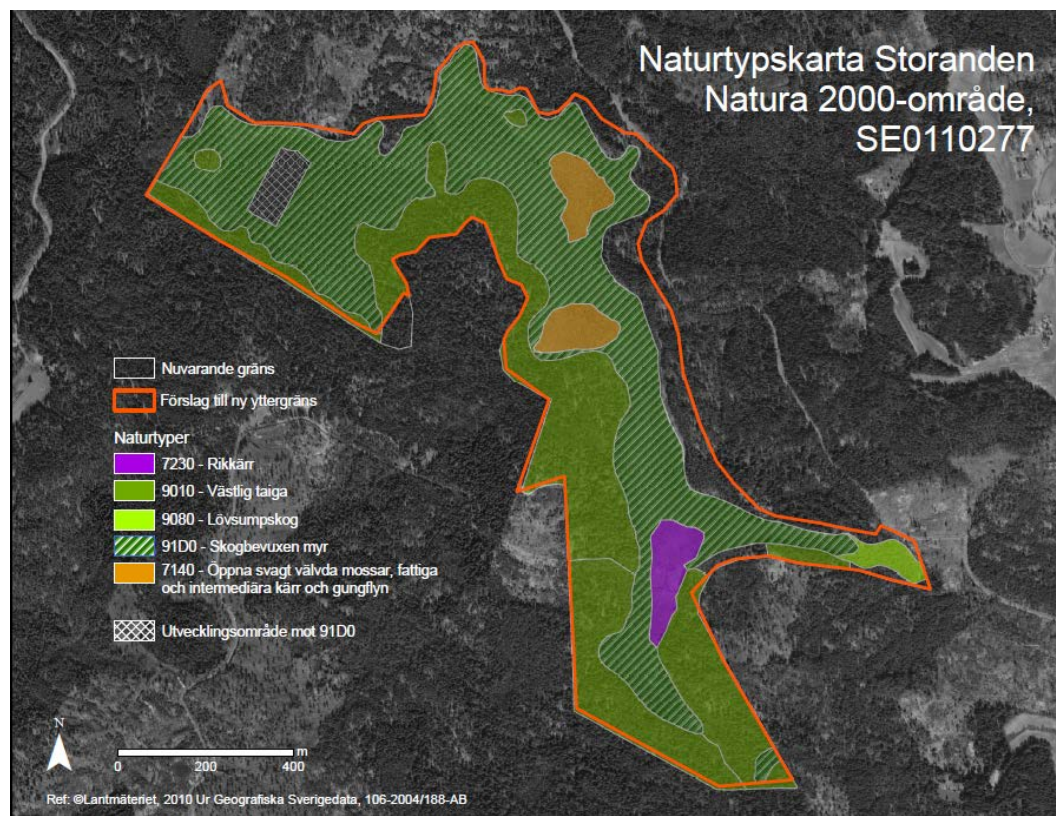 Naturtypskarta Storanden
Natura 2000-område,
SE0110277
Nuvarande gräns
Förslag till ny yttergräns
Naturtyper
7230 - Rikkärr
9010 - Västlig taiga
9080 - Lövsumpskog
91D0 - Skogbevuxen myr
7140 - Öppna svagt välvda mossar, fattiga
och intermediära kärr och gungflyn
Utvecklingsområde mot 91D0
N
m
0 200 400
Ref: ©Lantmäteriet, 2010 Ur Geografiska Sverigedata, 106-2004/188-AB